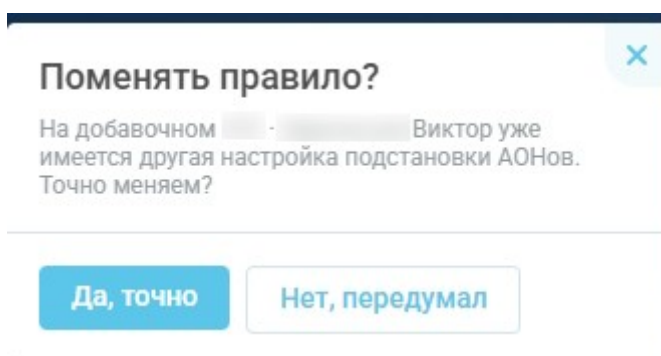 Поменять правило?
На добавочном · Виктор уже
имеется другая настройка подстановки АОНов.
Точно меняем?
Да, точно
Нет, передумал